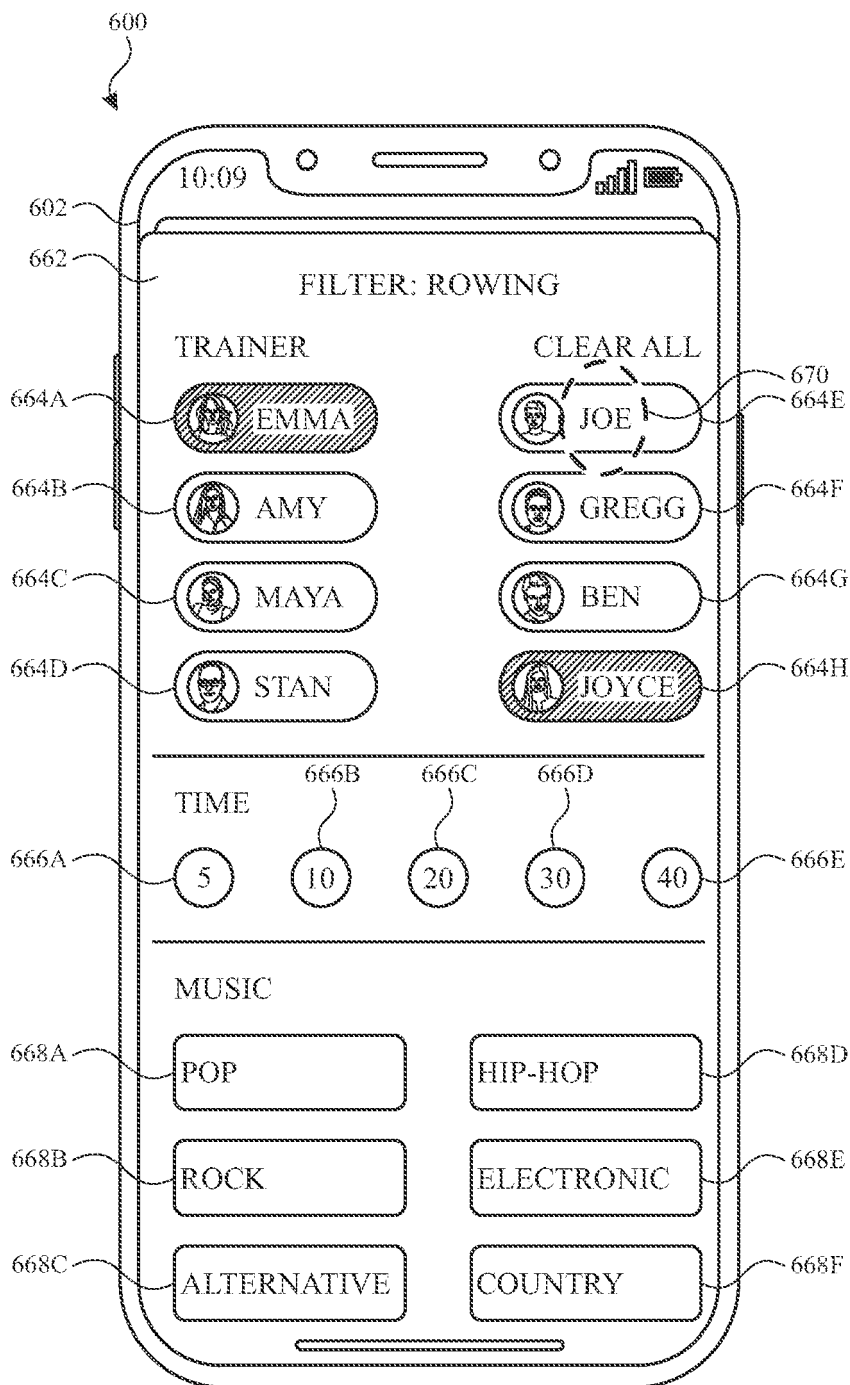 600
10:09
602
662
FILTER: ROWING
TRAINER CLEAR ALL
670
664A EMMA JOE 664E
664B AMY GREGG 664F
664C MAYA BEN 664G
664D STAN JOYCE 664H
666B 666C 666D
TIME
666A 5 10 20 30 40 666E
MUSIC
668A POP HIP-HOP 668D
668B ROCK ELECTRONIC 668E
668C ALTERNATIVE COUNTRY 668F